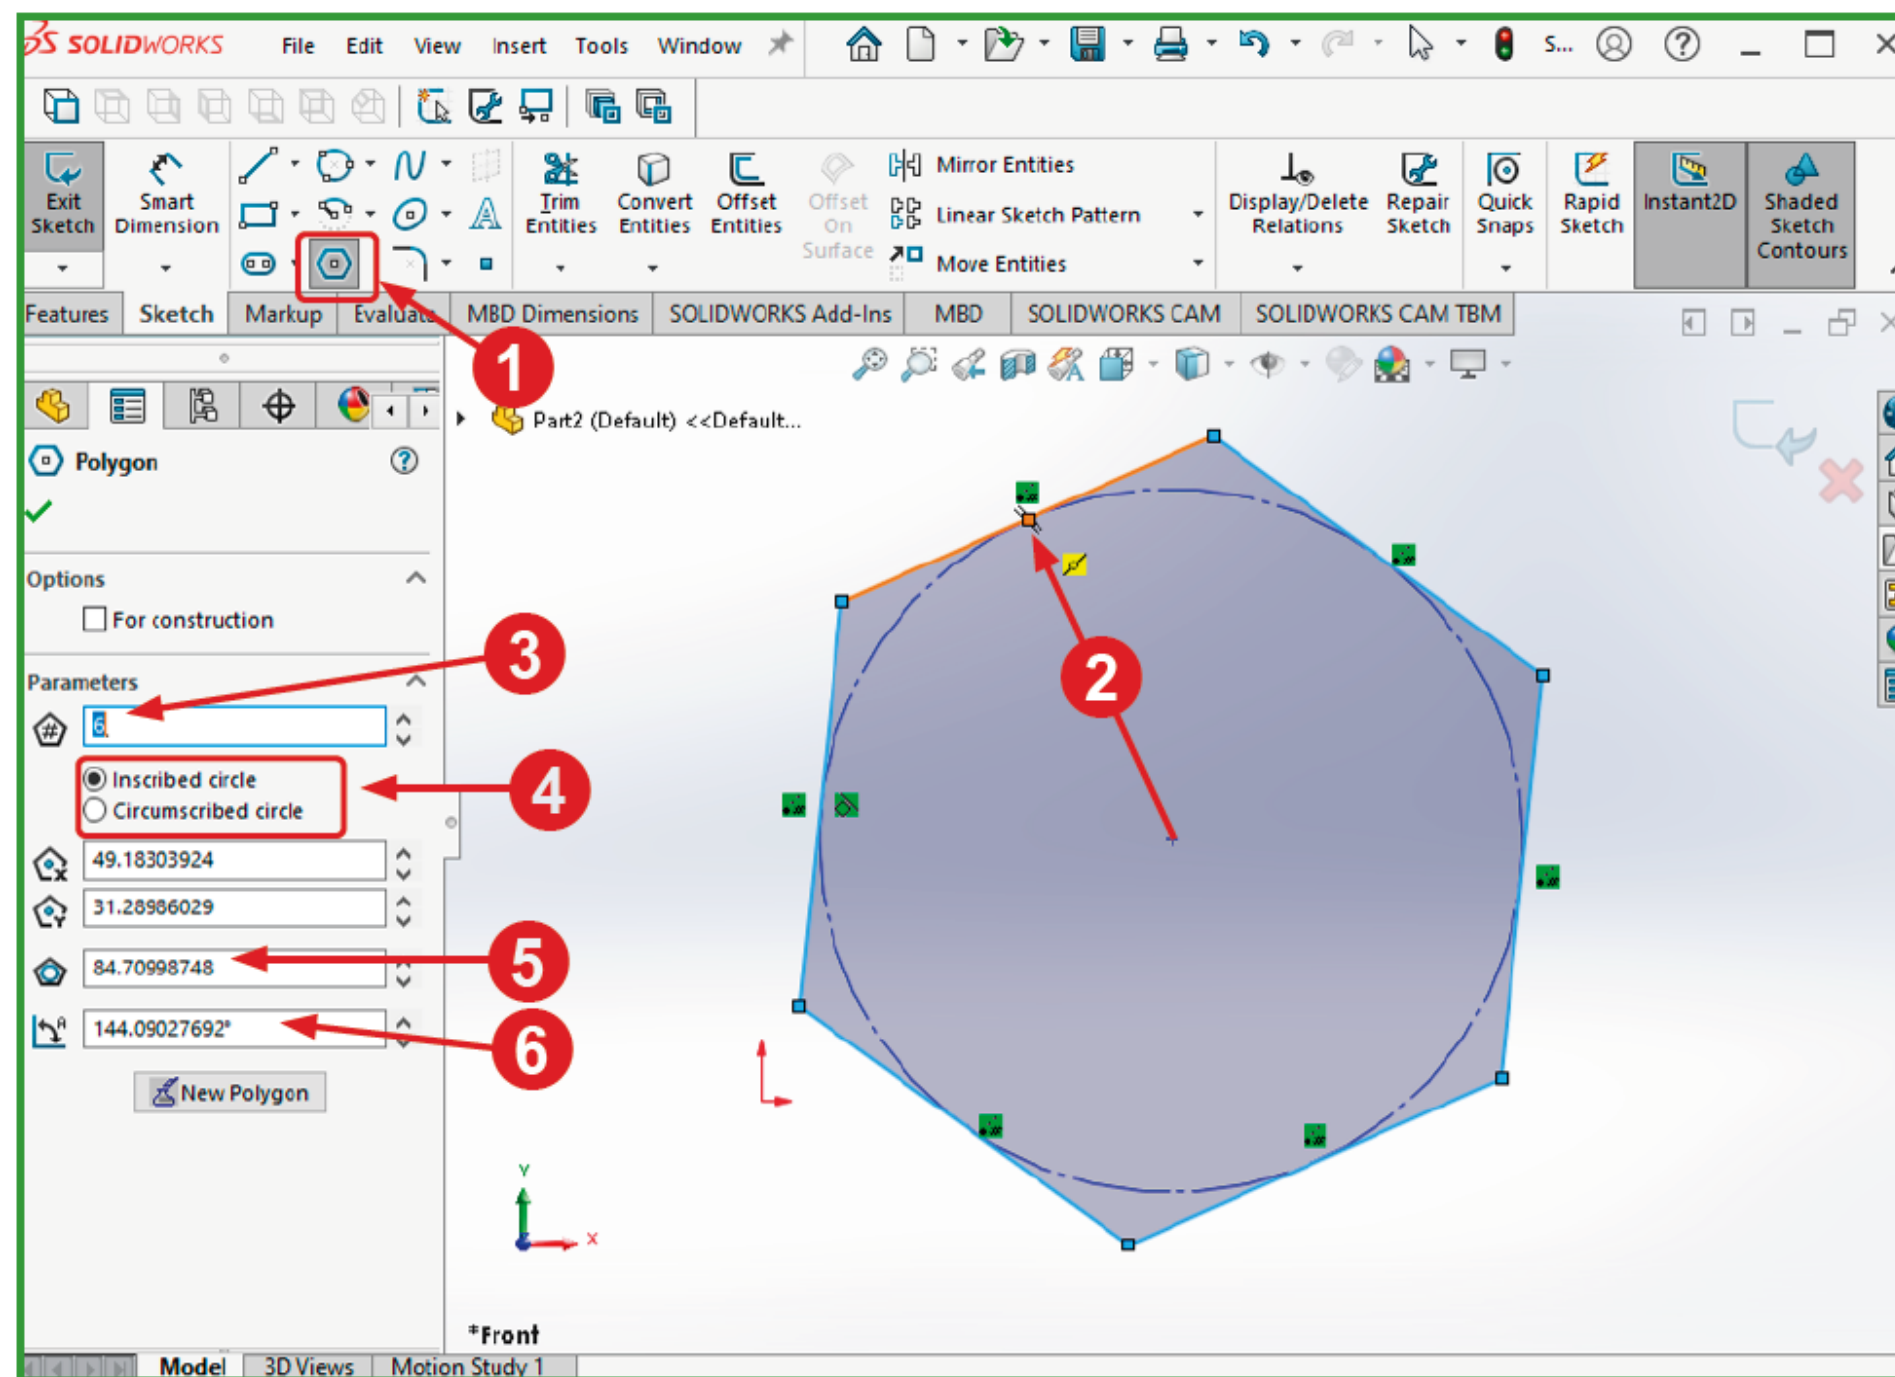 SOLIDWORKS File Edit View Insert Tools Window S...
Exit Sketch
Smart Dimension
Trim Entities
Convert Entities
Offset Entities
Offset On Surface
Mirror Entities
Linear Sketch Pattern
Move Entities
Display/Delete Relations
Repair Sketch
Quick Snaps
Rapid Sketch
Instant2D
Shaded Sketch Contours
Features Sketch Markup Evaluate MBD Dimensions SOLIDWORKS Add-Ins MBD SOLIDWORKS CAM SOLIDWORKS CAM TBM
1
Part2 (Default) <<Default...
Polygon
Options
For construction
3
2
Parameters
6
Inscribed circle
4
Circumscribed circle
49.18303924
31.28986029
84.70998748
5
144.09027692°
6
New Polygon
Y
X
*Front
Model 3D Views Motion Study 1